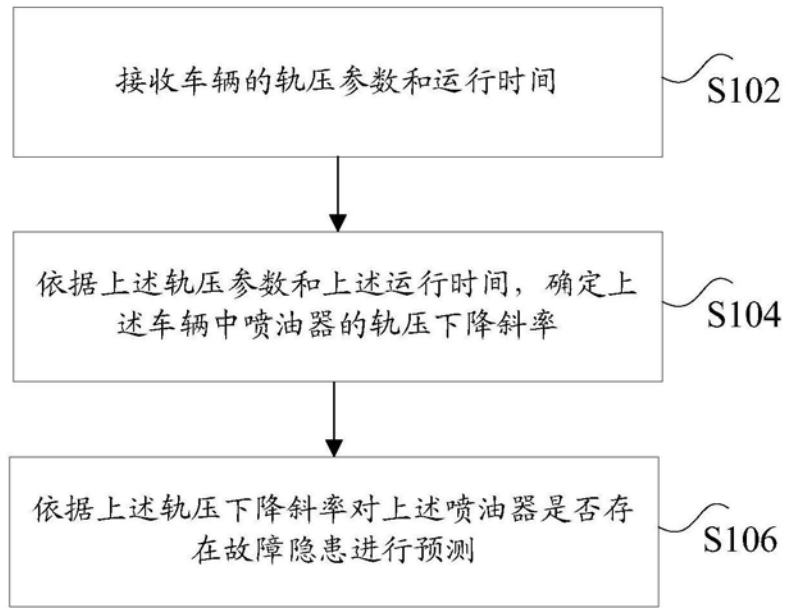 接收车辆的轨压参数和运行时间
S102
依据上述轨压参数和上述运行时间，确定上
述车辆中喷油器的轨压下降斜率
S104
依据上述轨压下降斜率对上述喷油器是否存
在故障隐患进行预测
S106